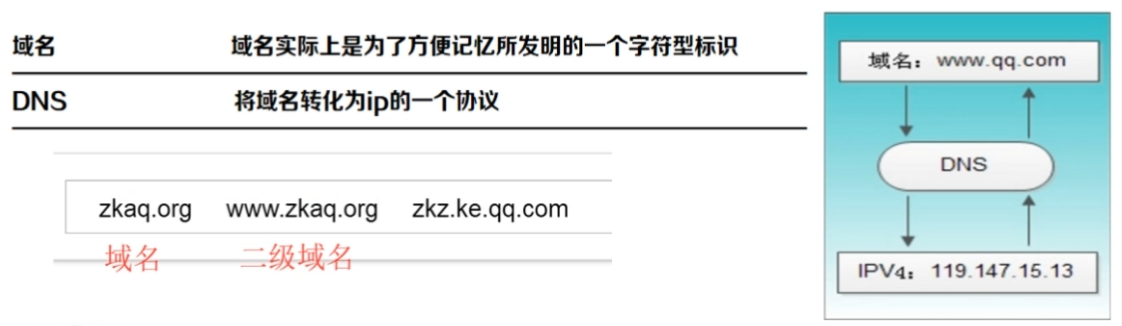 域名 域名实际上是为了方便记忆所发明的一个字符型标识
DNS 将域名转化为ip的一个协议
zkaq.org www.zkaq.org zkz.ke.qq.com
域名 二级域名
域名：www.qq.com
DNS
IPV4：119.147.15.13